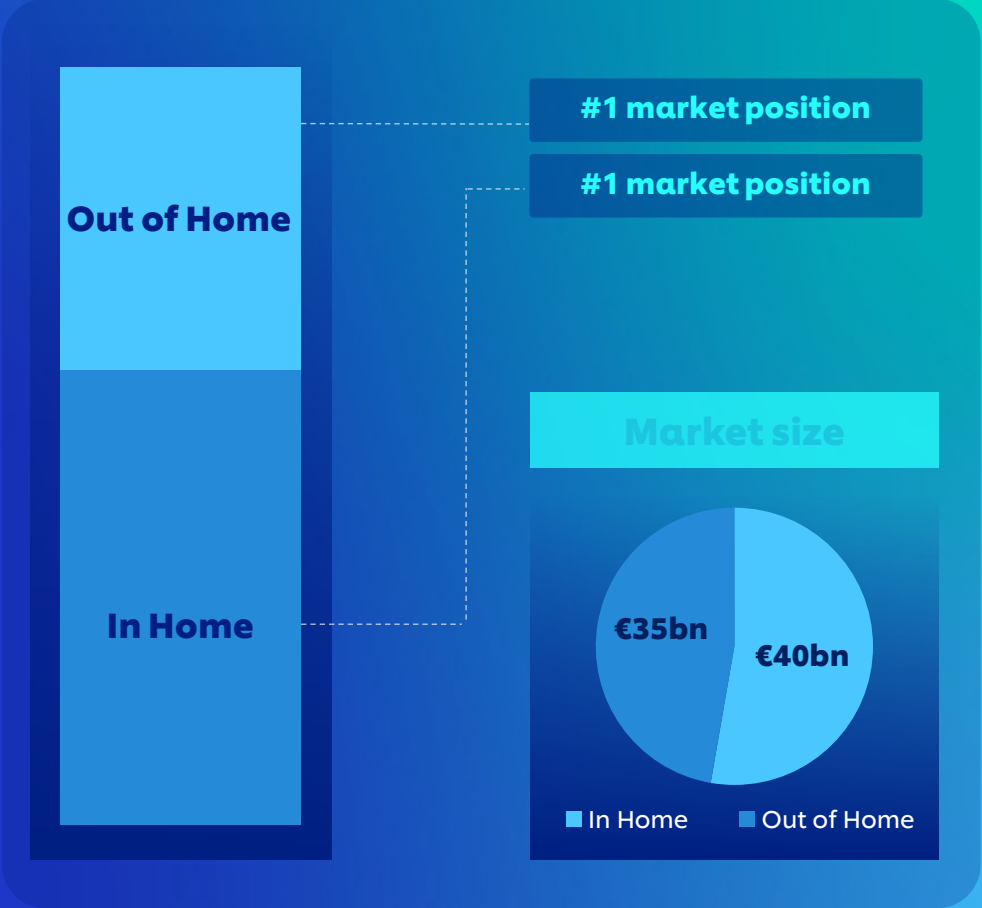 Out of Home
In Home
#1 market position
#1 market position
Market size
€35bn
€40bn
In Home
Out of Home